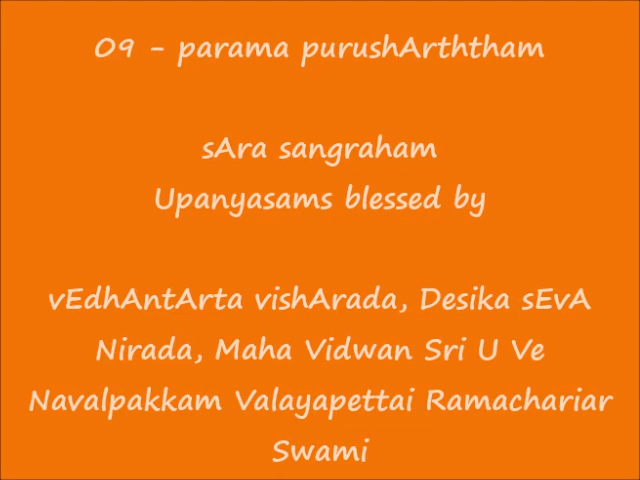 09 - parama purushArththam
sAra sangraham
Upanyasams blessed by
vEdhAntArta vishArada, Desika sEvA
Nirada, Maha Vidwan Sri U Ve
Navalpakkam Valayapettai Ramachariar
Swami